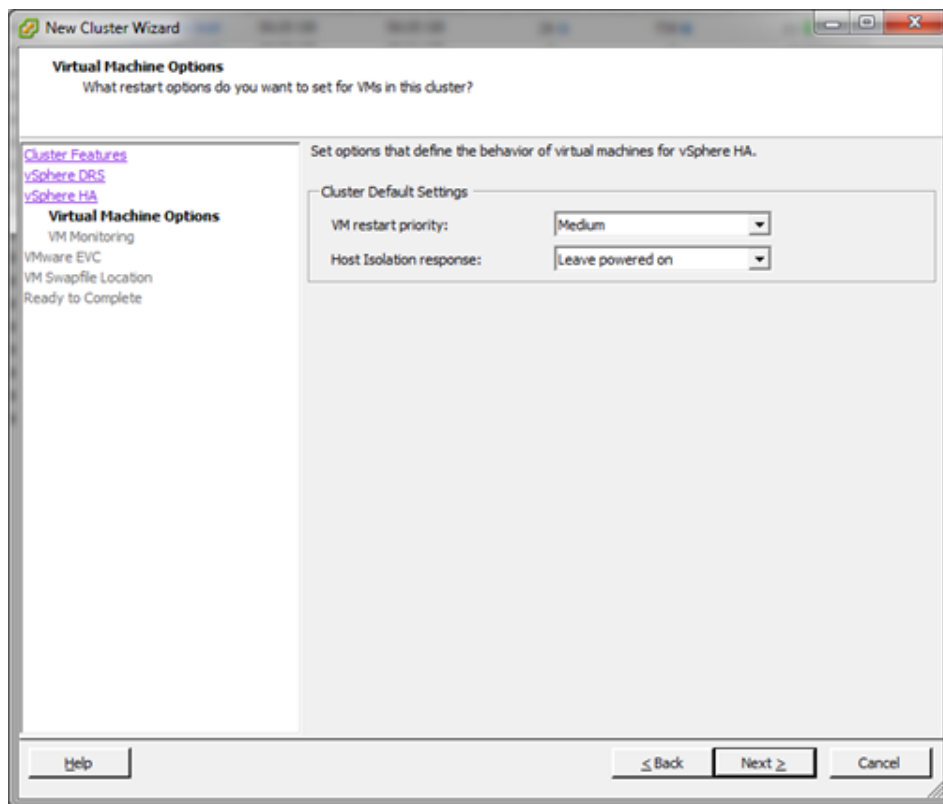 New Cluster Wizard
Virtual Machine Options
What restart options do you want to set for VMs in this cluster?
Cluster Features
vSphere DRS
vSphere HA
Virtual Machine Options
VM Monitoring
VMware EVC
VM Swapfile Location
Ready to Complete
Set options that define the behavior of virtual machines for vSphere HA.
Cluster Default Settings
VM restart priority: Medium
Host Isolation response: Leave powered on
Help
< Back
Next >
Cancel